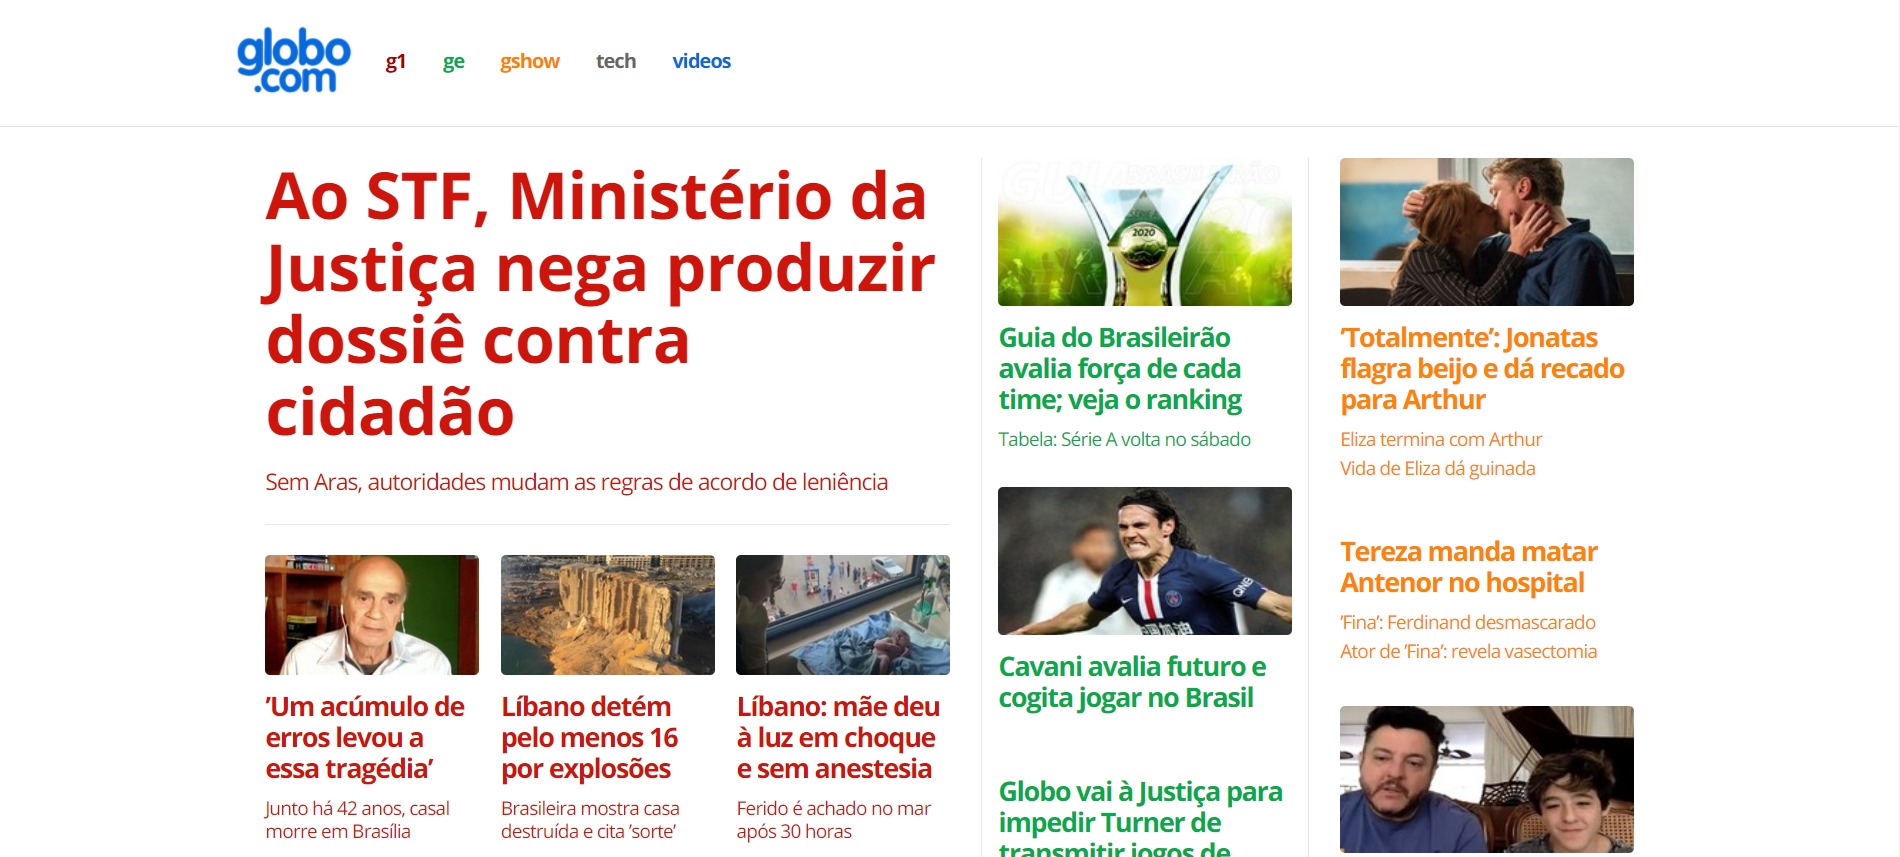 globo
.com
g1
ge
gshow
tech
videos
Ao STF, Ministério da
Justiça nega produzir
dossiê contra
cidadão
Sem Aras, autoridades mudam as regras de acordo de leniência
'Um acúmulo de
erros levou a
essa tragédia'
Junto há 42 anos, casal
morre em Brasília
Líbano detém
pelo menos 16
por explosões
Brasileira mostra casa
destruída e cita 'sorte'
Líbano: mãe deu
à luz em choque
e sem anestesia
Ferido é achado no mar
após 30 horas
2020
Guia do Brasileirão
avalia força de cada
time; veja o ranking
Tabela: Série A volta no sábado
QNB
Cavani avalia futuro e
cogita jogar no Brasil
Globo vai à Justiça para
impedir Turner de
transmitir jogos de
'Totalmente': Jonatas
flagra beijo e dá recado
para Arthur
Eliza termina com Arthur
Vida de Eliza dá guinada
Tereza manda matar
Antenor no hospital
'Fina': Ferdinand desmascarado
Ator de 'Fina': revela vasectomia